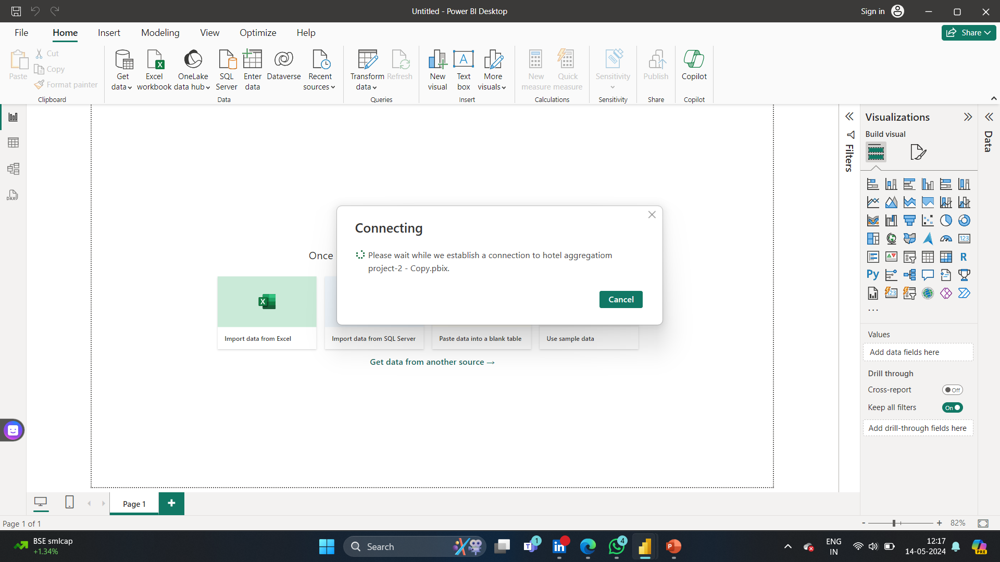 Untitled - Power BI Desktop
Sign in
File
Home
Insert
Modeling
View
Optimize
Help
Share
Paste
Cut
Copy
Format painter
Clipboard
Get
data
Excel
workbook
OneLake
data hub
SQL
Server
Enter
data
Dataverse
Recent
sources
Data
Transform
data
Refresh
Queries
New
visual
Text
box
More
visuals
Insert
New
measure
Quick
measure
Calculations
Sensitivity
Sensitivity
Publish
Share
Copilot
Copilot
DAX
Once
Connecting
Please wait while we establish a connection to hotel aggregatiom
project-2 - Copy.pbix.
Cancel
Import data from Excel
Import data from SQL Server
Paste data into a blank table
Use sample data
Get data from another source →
Filters
Visualizations
Build visual
123
R
Py
123
...
Values
Add data fields here
Drill through
Cross-report
Off
Keep all filters
On
Add drill-through fields here
Data
Page 1
Page 1 of 1
- + 82%
BSE smlcap
+1.34%
Search
1
4
ENG
IN
12:17
14-05-2024
PRE